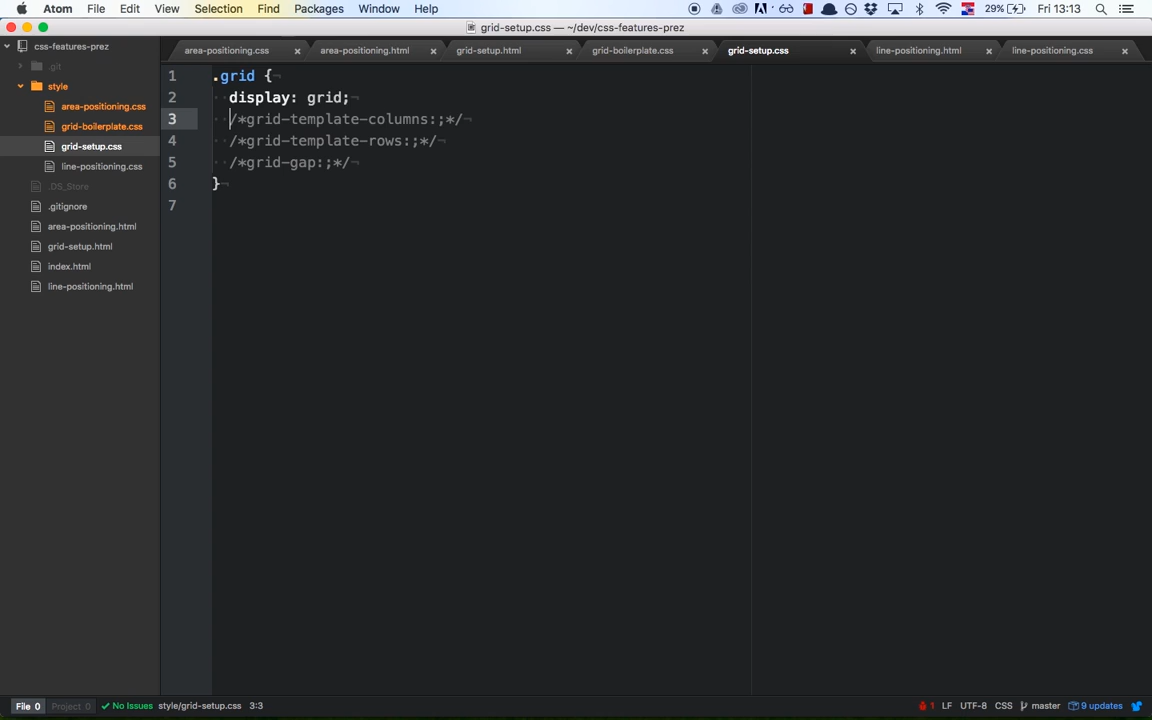 Atom File Edit View Selection Find Packages Window Help 29% Fri 13:13
grid-setup.css — ~/dev/css-features-prez
css-features-prez
.git
style
area-positioning.css
grid-boilerplate.css
grid-setup.css
line-positioning.css
.DS_Store
.gitignore
area-positioning.html
grid-setup.html
index.html
line-positioning.html
area-positioning.css area-positioning.html grid-setup.html grid-boilerplate.css grid-setup.css line-positioning.html line-positioning.css
1 .grid {¬
2 ··display: grid;¬
3 ··/*grid-template-columns:;*/¬
4 ··/*grid-template-rows:;*/¬
5 ··/*grid-gap:;*/¬
6 }¬
7
File 0 Project 0 No Issues style/grid-setup.css 3:3 1 LF UTF-8 CSS master 9 updates